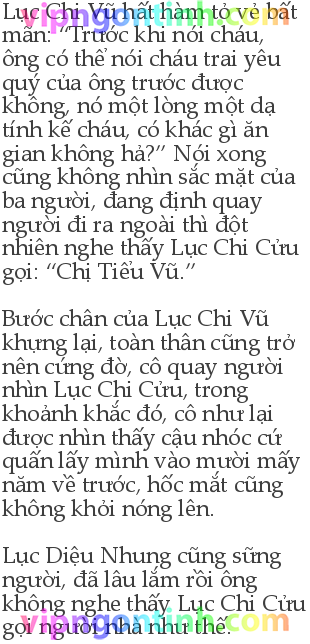 Lục Chi Vũ hất hàm tỏ vẻ bất
mãn: “Trước khi nói cháu,
ông có thể nói cháu trai yêu
quý của ông trước được
không, nó một lòng một dạ
tính kế cháu, có khác gì ăn
gian không hả?” Nói xong
cũng không nhìn sắc mặt của
ba người, đang định quay
người đi ra ngoài thì đột
nhiên nghe thấy Lục Chi Cửu
gọi: “Chị Tiểu Vũ.”
Bước chân của Lục Chi Vũ
khựng lại, toàn thân cũng trở
nên cứng đờ, cô quay người
nhìn Lục Chi Cửu, trong
khoảnh khắc đó, cô như lại
được nhìn thấy cậu nhóc cứ
quấn lấy mình vào mười mấy
năm về trước, hốc mắt cũng
không khỏi nóng lên.
Lục Diệu Nhung cũng sững
người, đã lâu lắm rồi ông
không nghe thấy Lục Chi Cửu
gọi người nhà như thế.
vipngontinh.com
vipngontinh.com